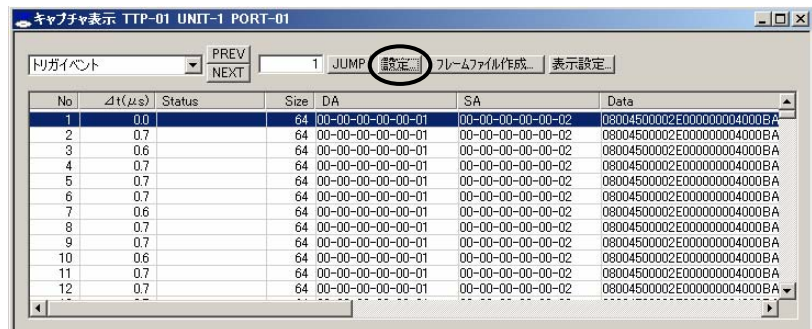 キャプチャ表示 TTP-01 UNIT-1 PORT-01
トリガイベント PREV NEXT 1 JUMP 設定... フレームファイル作成... 表示設定...
No Δt(μs) Status Size DA SA Data
1 0.0 64 00-00-00-00-00-01 00-00-00-00-00-02 08004500002E000000004000BA
2 0.7 64 00-00-00-00-00-01 00-00-00-00-00-02 08004500002E000000004000BA
3 0.6 64 00-00-00-00-00-01 00-00-00-00-00-02 08004500002E000000004000BA
4 0.7 64 00-00-00-00-00-01 00-00-00-00-00-02 08004500002E000000004000BA
5 0.7 64 00-00-00-00-00-01 00-00-00-00-00-02 08004500002E000000004000BA
6 0.7 64 00-00-00-00-00-01 00-00-00-00-00-02 08004500002E000000004000BA
7 0.6 64 00-00-00-00-00-01 00-00-00-00-00-02 08004500002E000000004000BA
8 0.7 64 00-00-00-00-00-01 00-00-00-00-00-02 08004500002E000000004000BA
9 0.7 64 00-00-00-00-00-01 00-00-00-00-00-02 08004500002E000000004000BA
10 0.6 64 00-00-00-00-00-01 00-00-00-00-00-02 08004500002E000000004000BA
11 0.7 64 00-00-00-00-00-01 00-00-00-00-00-02 08004500002E000000004000BA
12 0.7 64 00-00-00-00-00-01 00-00-00-00-00-02 08004500002E000000004000BA